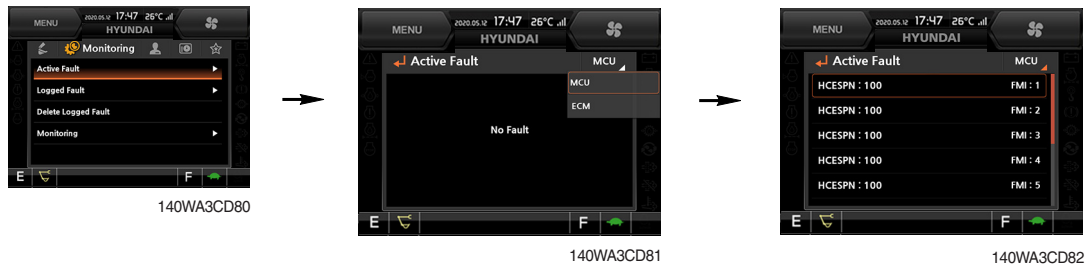 MENU 2020.05.12 17:47 26°C
HYUNDAI
Monitoring
Active Fault
Logged Fault
Delete Logged Fault
Monitoring
E F
140WA3CD80
MENU 2020.05.12 17:47 26°C
HYUNDAI
Active Fault MCU
MCU
ECM
No Fault
E F
140WA3CD81
MENU 2020.05.12 17:47 26°C
HYUNDAI
Active Fault MCU
HCESPN : 100 FMI : 1
HCESPN : 100 FMI : 2
HCESPN : 100 FMI : 3
HCESPN : 100 FMI : 4
HCESPN : 100 FMI : 5
E F
140WA3CD82